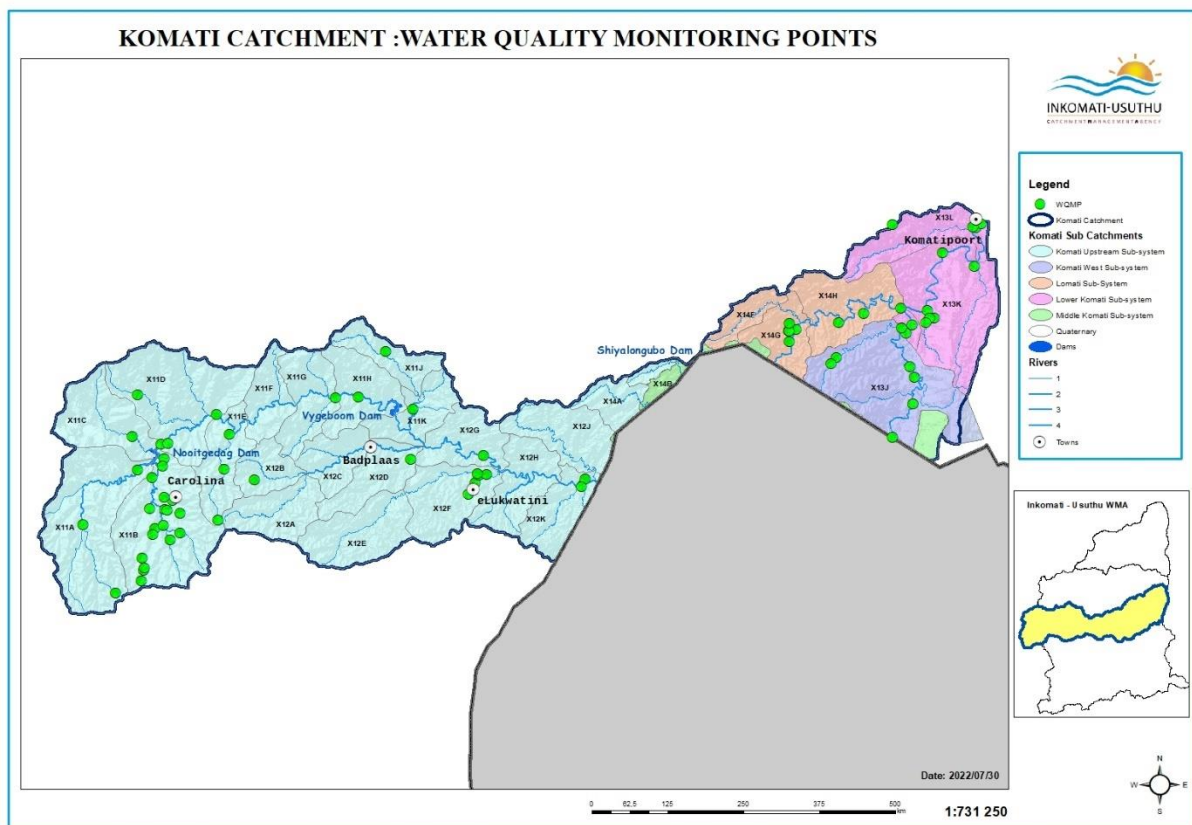 KOMATI CATCHMENT :WATER QUALITY MONITORING POINTS
INKOMATI-USUTHU
CATCHMENT MANAGEMENT AGENCY
Legend
WQMP
Komati Catchment
Komati Sub Catchments
Komati Upstream Sub-system
Komati West Sub-system
Lomati Sub-System
Lower Komati Sub-system
Middle Komati Sub-system
Quaternary
Dams
Rivers
1
2
3
4
Towns
X13L
Komatipoort
X14H
X14F
X14G
X13K
Shiyalongubo Dam
X13J
X14B
X14A
X11D
X11G
X11H
X11J
X11F
X11C
X11E
Vygeboom Dam
X11K
X12G
X12J
Nooitgedag Dam
Badplaas
X12H
X12B
X12C
X12D
Carolina
eLukwatini
X11A
X11B
X12A
X12F
X12K
X12E
Inkomati - Usuthu WMA
Date: 2022/07/30
N
W
E
S
0 62,5 125 250 375 500
km
1:731 250